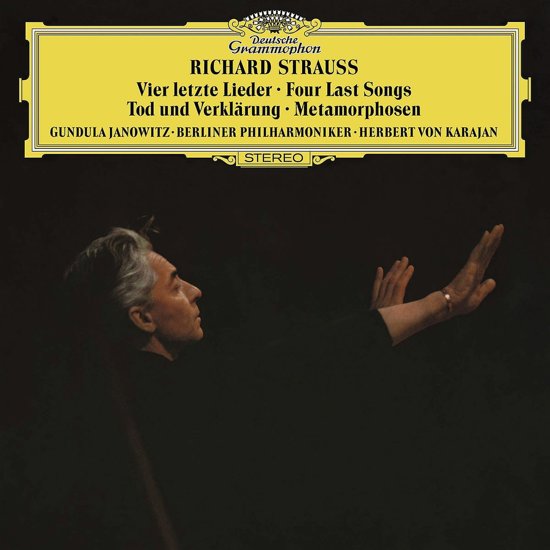 Deutsche
Grammophon
RICHARD STRAUSS
Vier letzte Lieder · Four Last Songs
Tod und Verklärung · Metamorphosen
GUNDULA JANOWITZ · BERLINER PHILHARMONIKER · HERBERT VON KARAJAN
STEREO